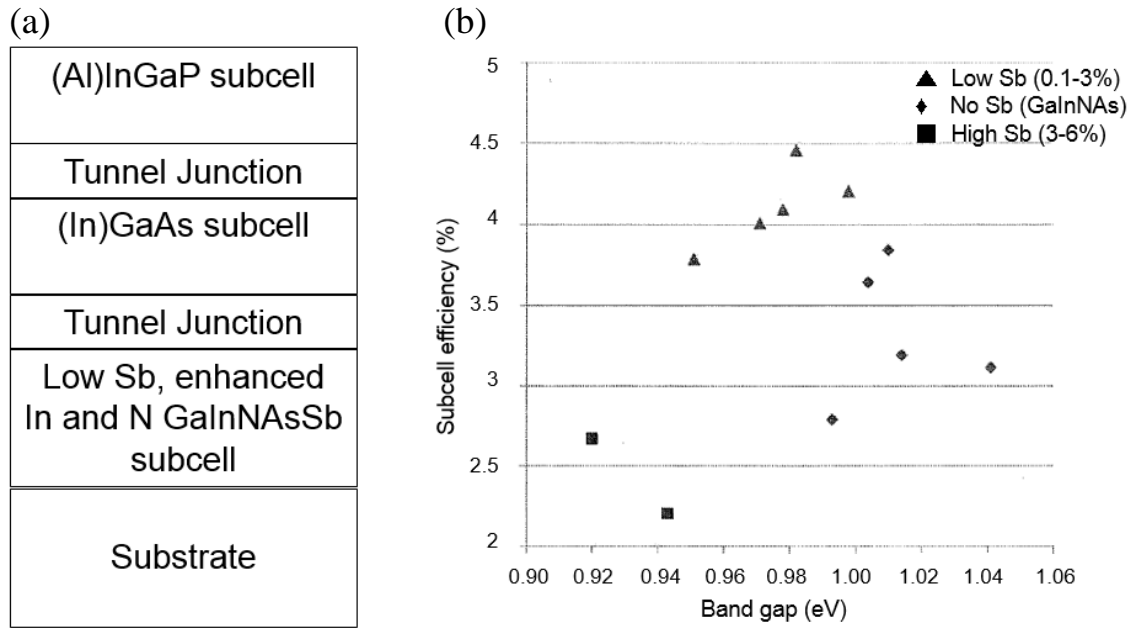 (a)
(Al)InGaP subcell
Tunnel Junction
(In)GaAs subcell
Tunnel Junction
Low Sb, enhanced
In and N GaInNAsSb
subcell
Substrate
(b)
Low Sb (0.1-3%)
No Sb (GaInNAs)
High Sb (3-6%)
Subcell efficiency (%)
5
4.5
4
3.5
3
2.5
2
0.90 0.92 0.94 0.96 0.98 1.00 1.02 1.04 1.06
Band gap (eV)